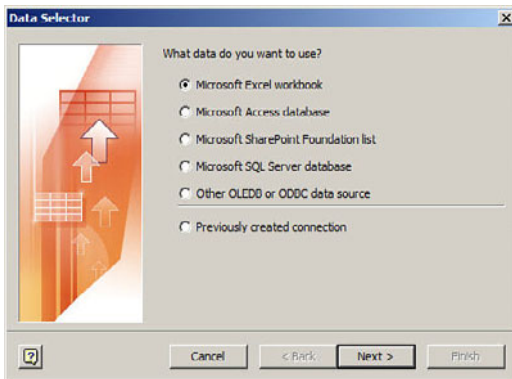 Data Selector
What data do you want to use?
Microsoft Excel workbook
Microsoft Access database
Microsoft SharePoint Foundation list
Microsoft SQL Server database
Other OLEDB or ODBC data source
Previously created connection
Cancel < Back Next > Finish